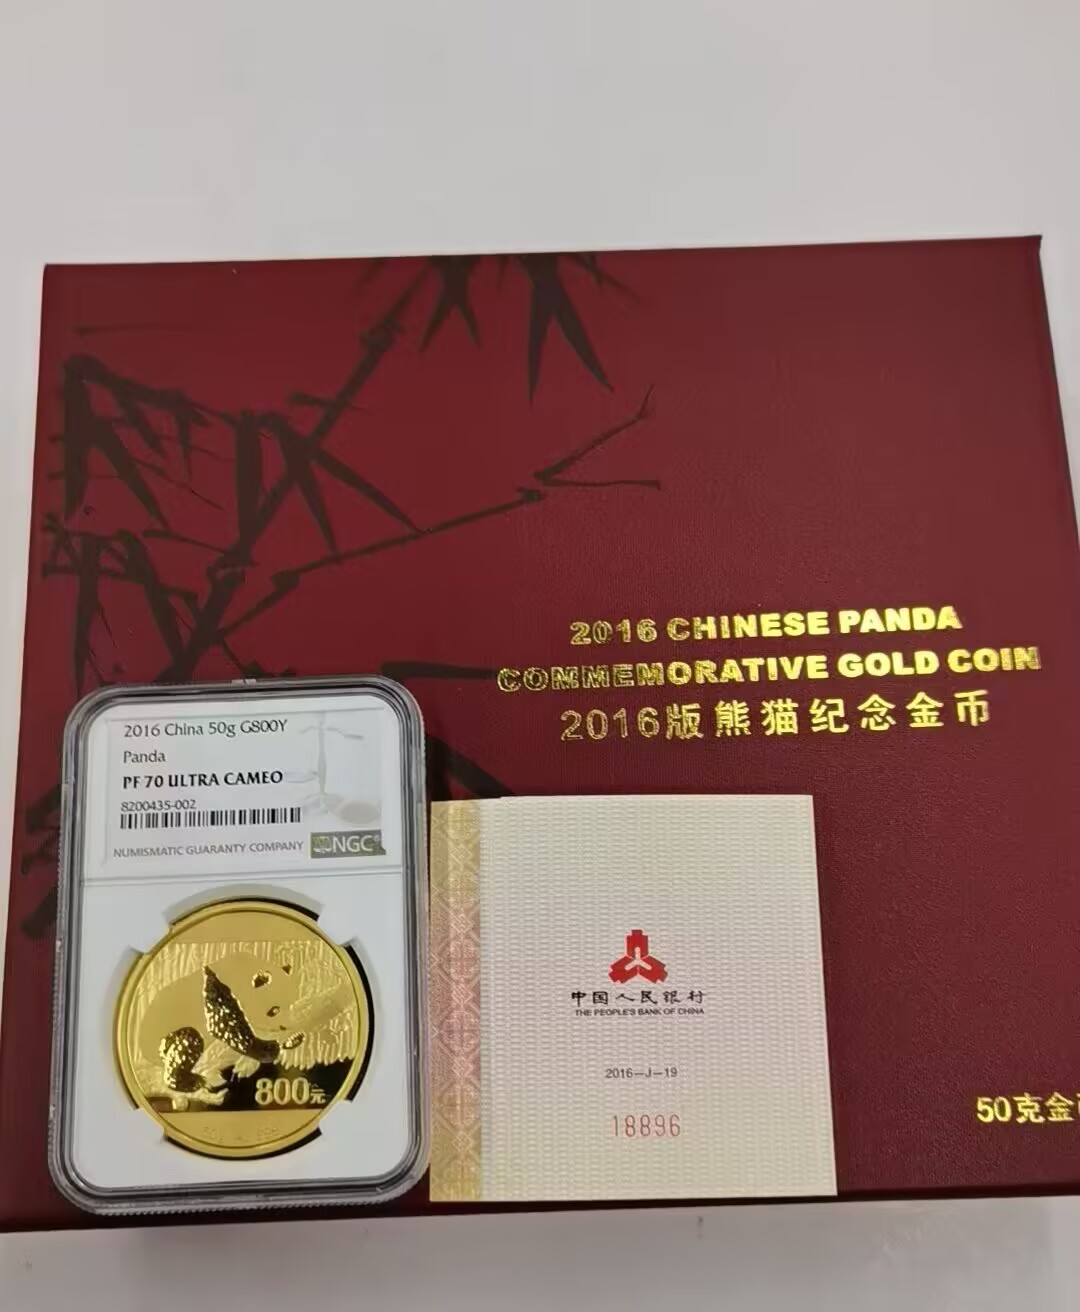 2016 CHINESE PANDA
COMMEMORATIVE GOLD COIN
2016版熊猫纪念金币
2016 China 50g G800Y
Panda
PF 70 ULTRA CAMEO
8200435-002
NUMISMATIC GUARANTY COMPANY
NGC
800元
中国人民银行
THE PEOPLE'S BANK OF CHINA
2016—J—19
18896
50克金